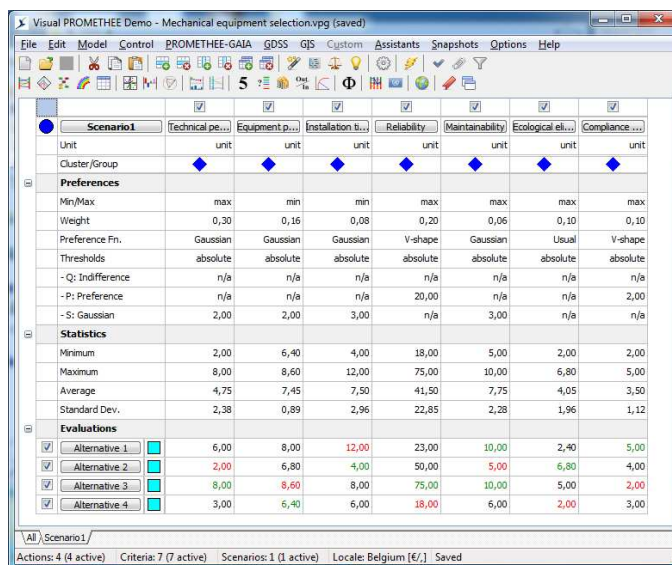 Visual PROMETHEE Demo - Mechanical equipment selection.vpg (saved)
File Edit Model Control PROMETHEE-GAIA GDSS GIS Custom Assistants Snapshots Options Help
Scenario1 Technical pe... Equipment p... Installation ti... Reliability Maintainability Ecological eli... Compliance ...
Unit unit unit unit unit unit unit unit
Cluster/Group
Preferences
Min/Max max min min max max max max
Weight 0,30 0,16 0,08 0,20 0,06 0,10 0,10
Preference Fn. Gaussian Gaussian Gaussian V-shape Gaussian Usual V-shape
Thresholds absolute absolute absolute absolute absolute absolute absolute
- Q: Indifference n/a n/a n/a n/a n/a n/a n/a
- P: Preference n/a n/a n/a 20,00 n/a n/a 2,00
- S: Gaussian 2,00 2,00 3,00 n/a 3,00 n/a n/a
Statistics
Minimum 2,00 6,40 4,00 18,00 5,00 2,00 2,00
Maximum 8,00 8,60 12,00 75,00 10,00 6,80 5,00
Average 4,75 7,45 7,50 41,50 7,75 4,05 3,50
Standard Dev. 2,38 0,89 2,96 22,85 2,28 1,96 1,12
Evaluations
Alternative 1 6,00 8,00 12,00 23,00 10,00 2,40 5,00
Alternative 2 2,00 6,80 4,00 50,00 5,00 6,80 4,00
Alternative 3 8,00 8,60 8,00 75,00 10,00 5,00 2,00
Alternative 4 3,00 6,40 6,00 18,00 6,00 2,00 3,00
All Scenario1
Actions: 4 (4 active) Criteria: 7 (7 active) Scenarios: 1 (1 active) Locale: Belgium [€/,] Saved